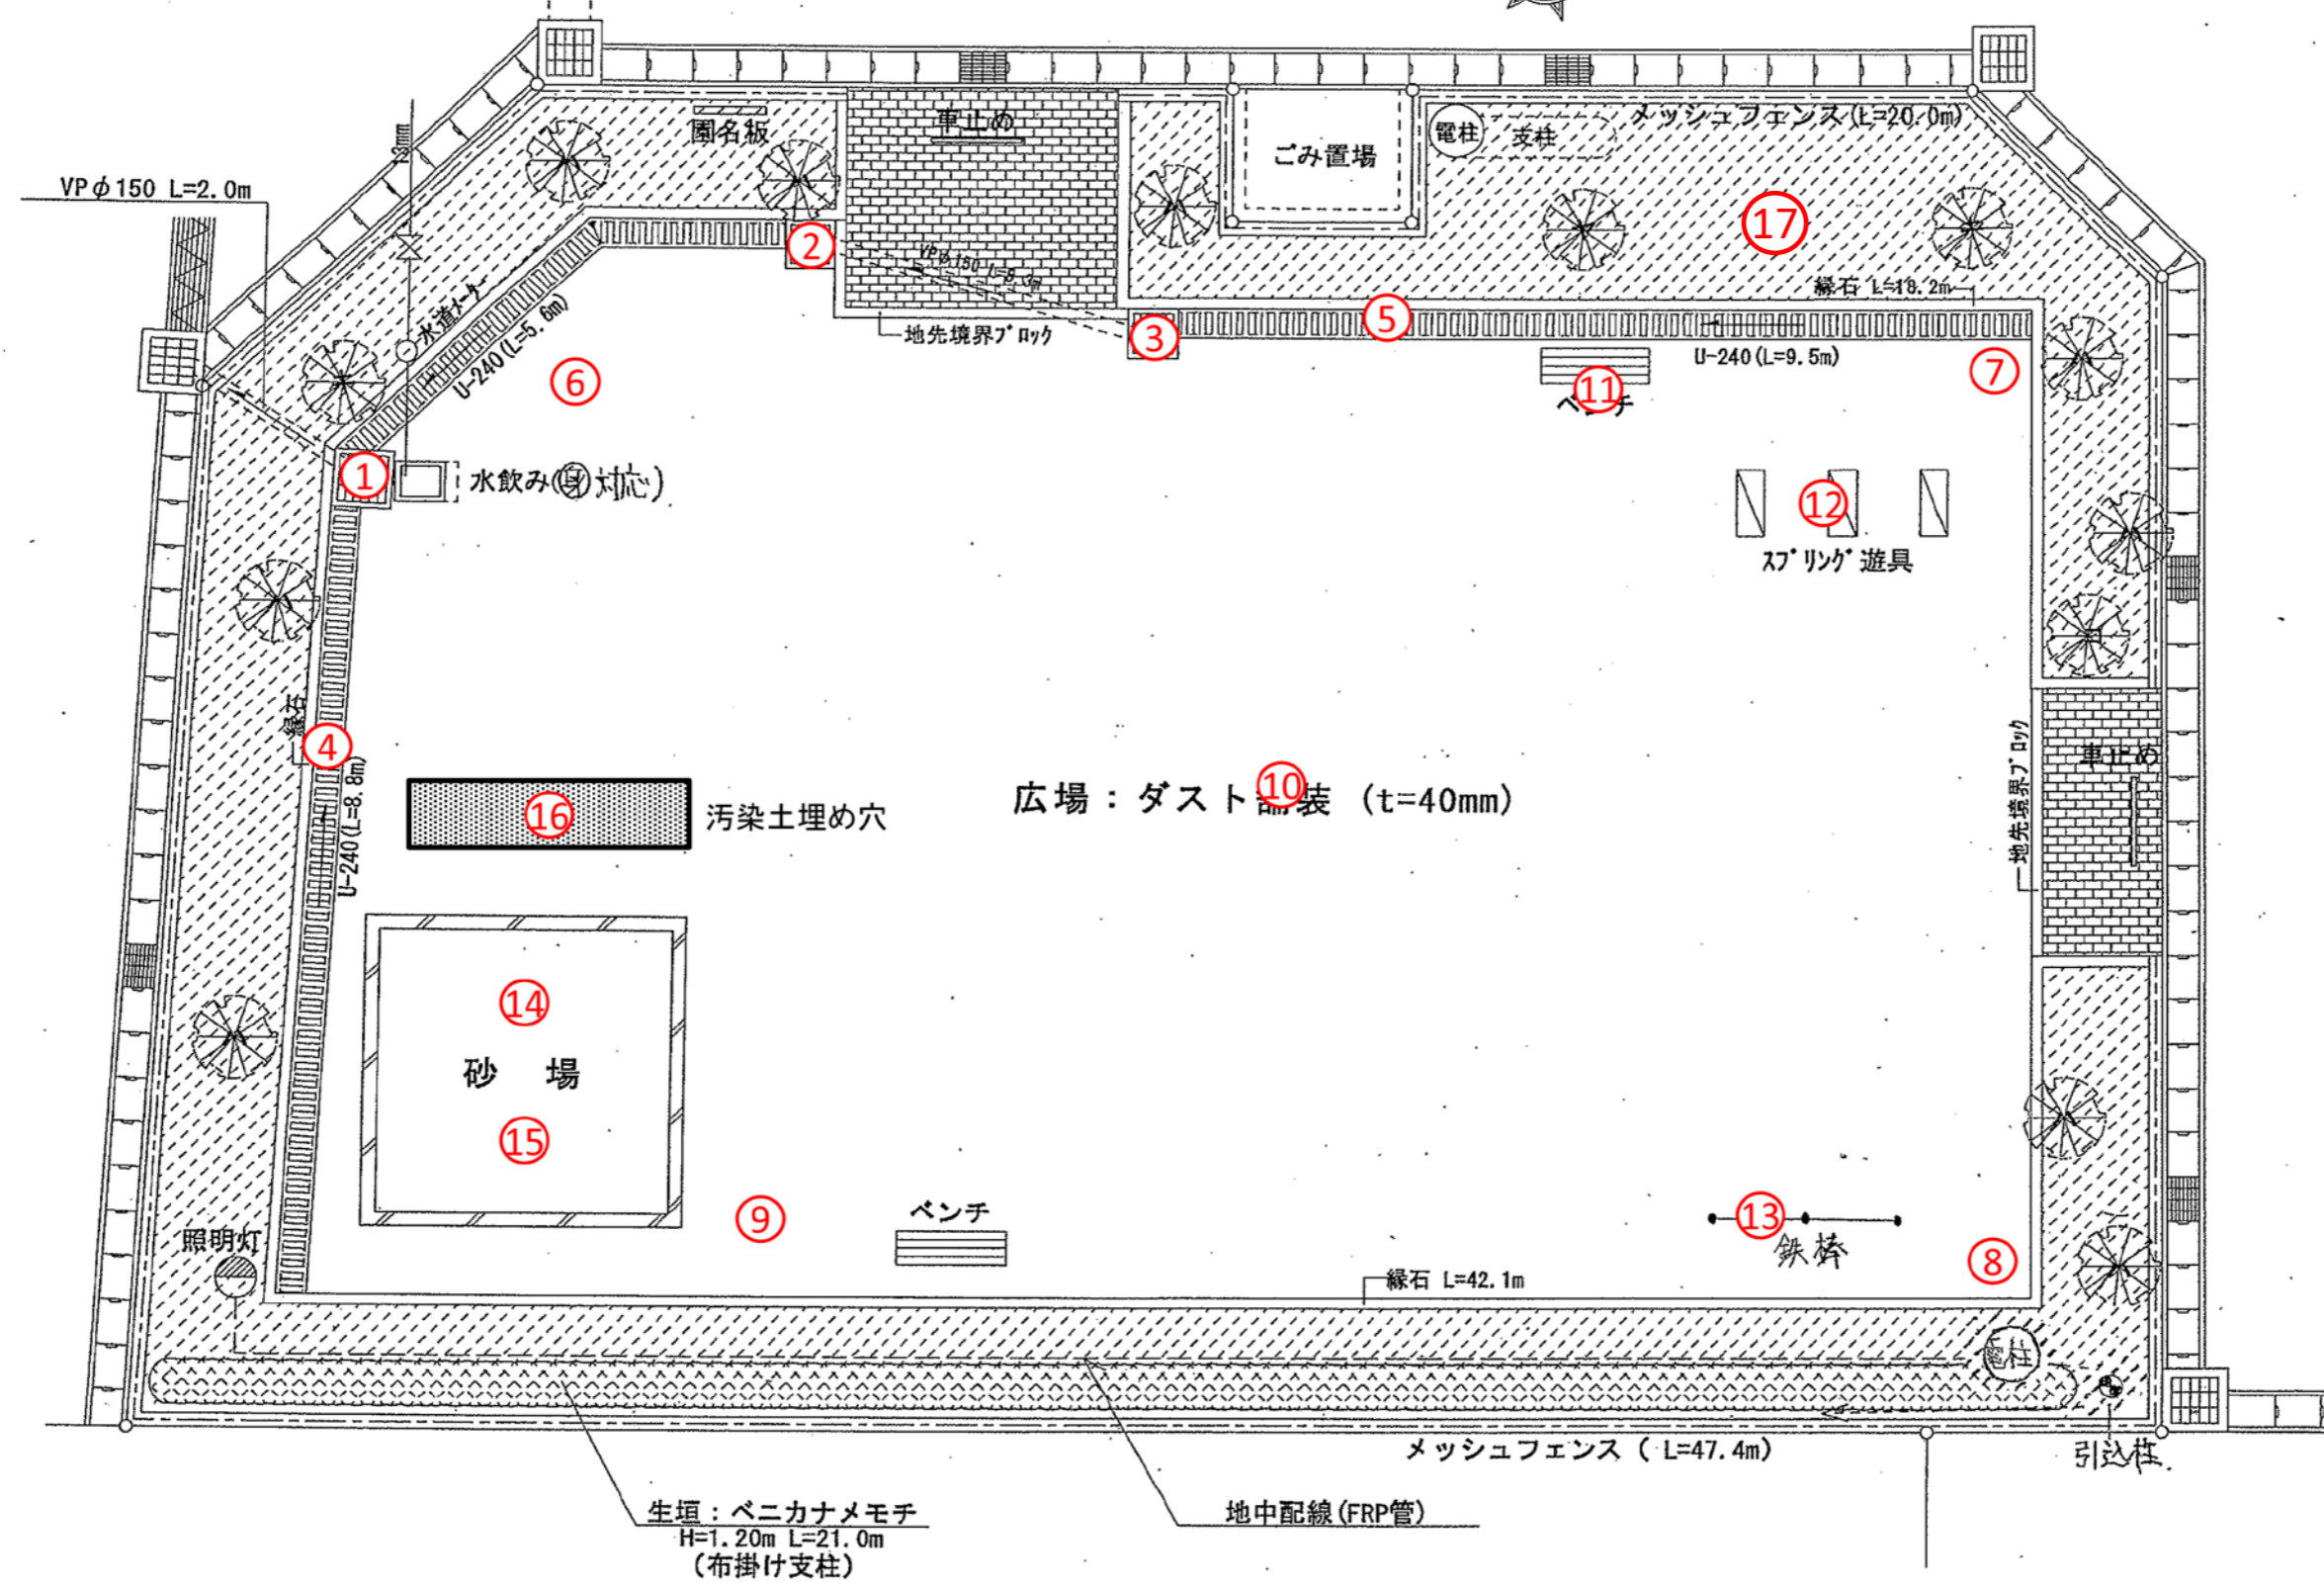 園名板
車止め
ごみ置場
電柱
支柱
メッシュフェンス(L=20.0m)
13mm
VPφ150 L=2.0m
水道メーター
U-240(L=5.6m)
②
VPφ150 L=8.3m
⑰
縁石 L=18.2m
地先境界ブロック
③
⑤
U-240(L=9.5m)
⑥
⑦
⑪
ベンチ
①
水飲み(身対応)
⑫
スプリング遊具
縁石
④
U-240(L=8.8m)
⑯
汚染土埋め穴
広場：ダスト舗装 (t=40mm)
⑩
地先境界ブロック
車止め
⑭
砂 場
⑮
⑨
ベンチ
⑬
鉄棒
⑧
照明灯
縁石 L=42.1m
電柱
メッシュフェンス ( L=47.4m)
引込柱.
生垣：ベニカナメモチ
H=1.20m L=21.0m
(布掛け支柱)
地中配線(FRP管)